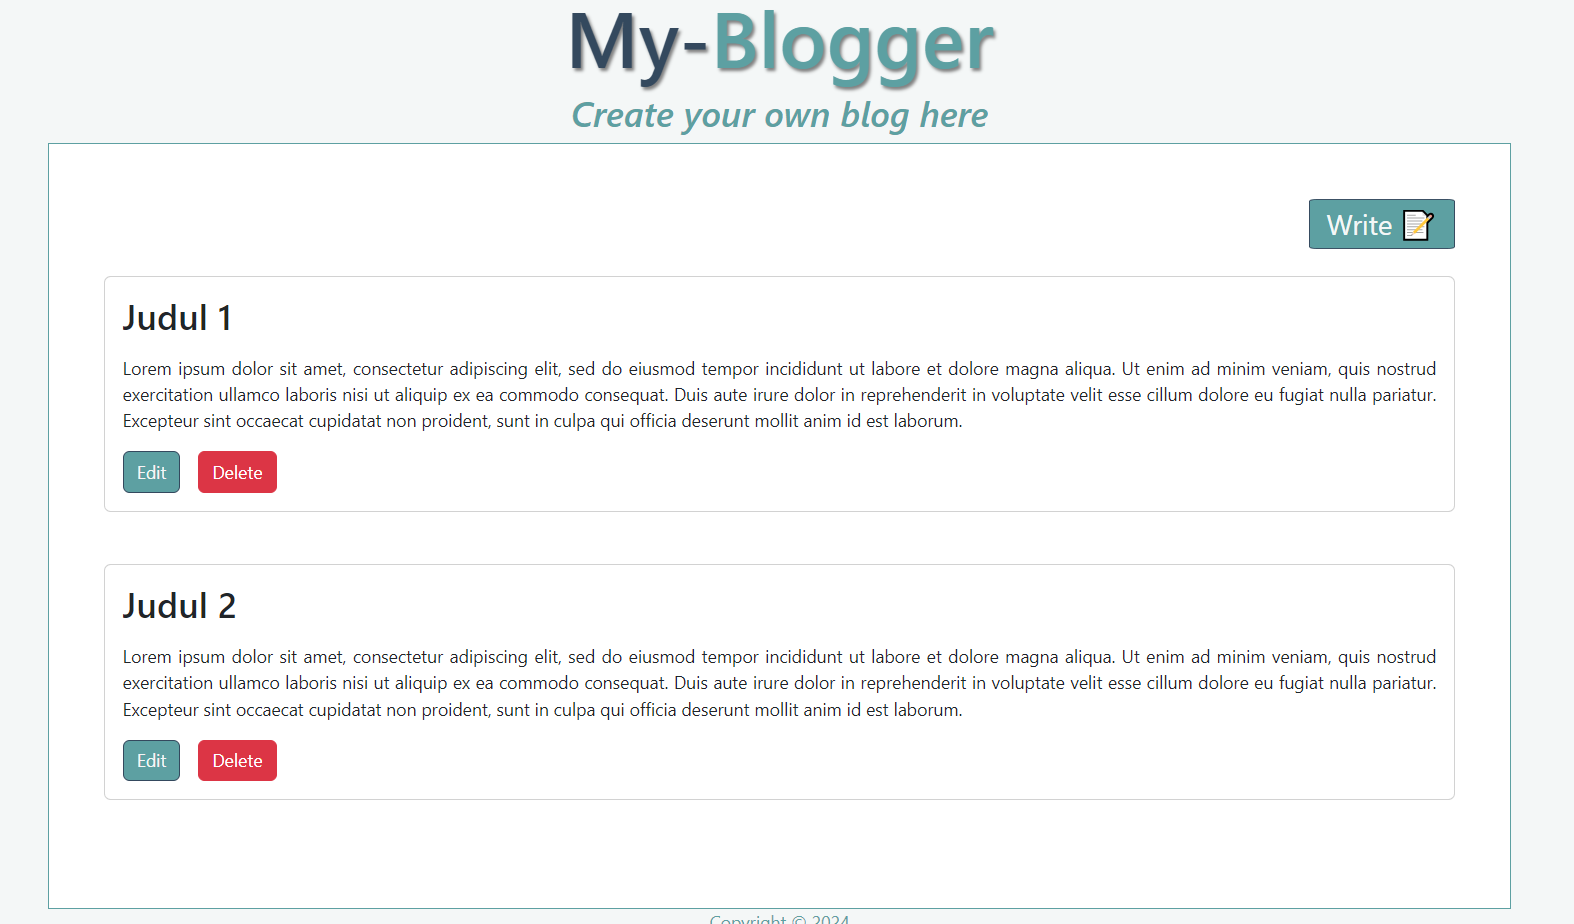 My-Blogger
Create your own blog here
Write 📝
Judul 1
Lorem ipsum dolor sit amet, consectetur adipiscing elit, sed do eiusmod tempor incididunt ut labore et dolore magna aliqua. Ut enim ad minim veniam, quis nostrud
exercitation ullamco laboris nisi ut aliquip ex ea commodo consequat. Duis aute irure dolor in reprehenderit in voluptate velit esse cillum dolore eu fugiat nulla pariatur.
Excepteur sint occaecat cupidatat non proident, sunt in culpa qui officia deserunt mollit anim id est laborum.
Edit Delete
Judul 2
Lorem ipsum dolor sit amet, consectetur adipiscing elit, sed do eiusmod tempor incididunt ut labore et dolore magna aliqua. Ut enim ad minim veniam, quis nostrud
exercitation ullamco laboris nisi ut aliquip ex ea commodo consequat. Duis aute irure dolor in reprehenderit in voluptate velit esse cillum dolore eu fugiat nulla pariatur.
Excepteur sint occaecat cupidatat non proident, sunt in culpa qui officia deserunt mollit anim id est laborum.
Edit Delete
Copyright © 2024